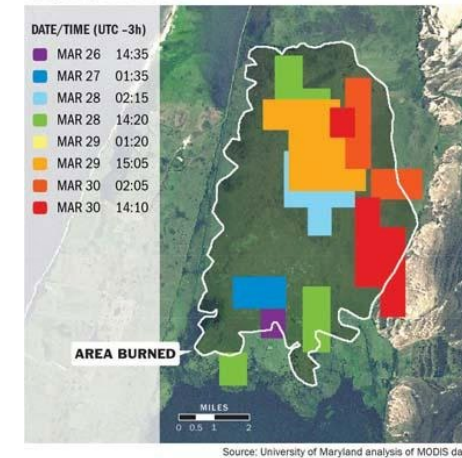 DATE/TIME (UTC –3h)
MAR 26 14:35
MAR 27 01:35
MAR 28 02:15
MAR 28 14:20
MAR 29 01:20
MAR 29 15:05
MAR 30 02:05
MAR 30 14:10
AREA BURNED
MILES
0 0.5 1 2
Source: University of Maryland analysis of MODIS da